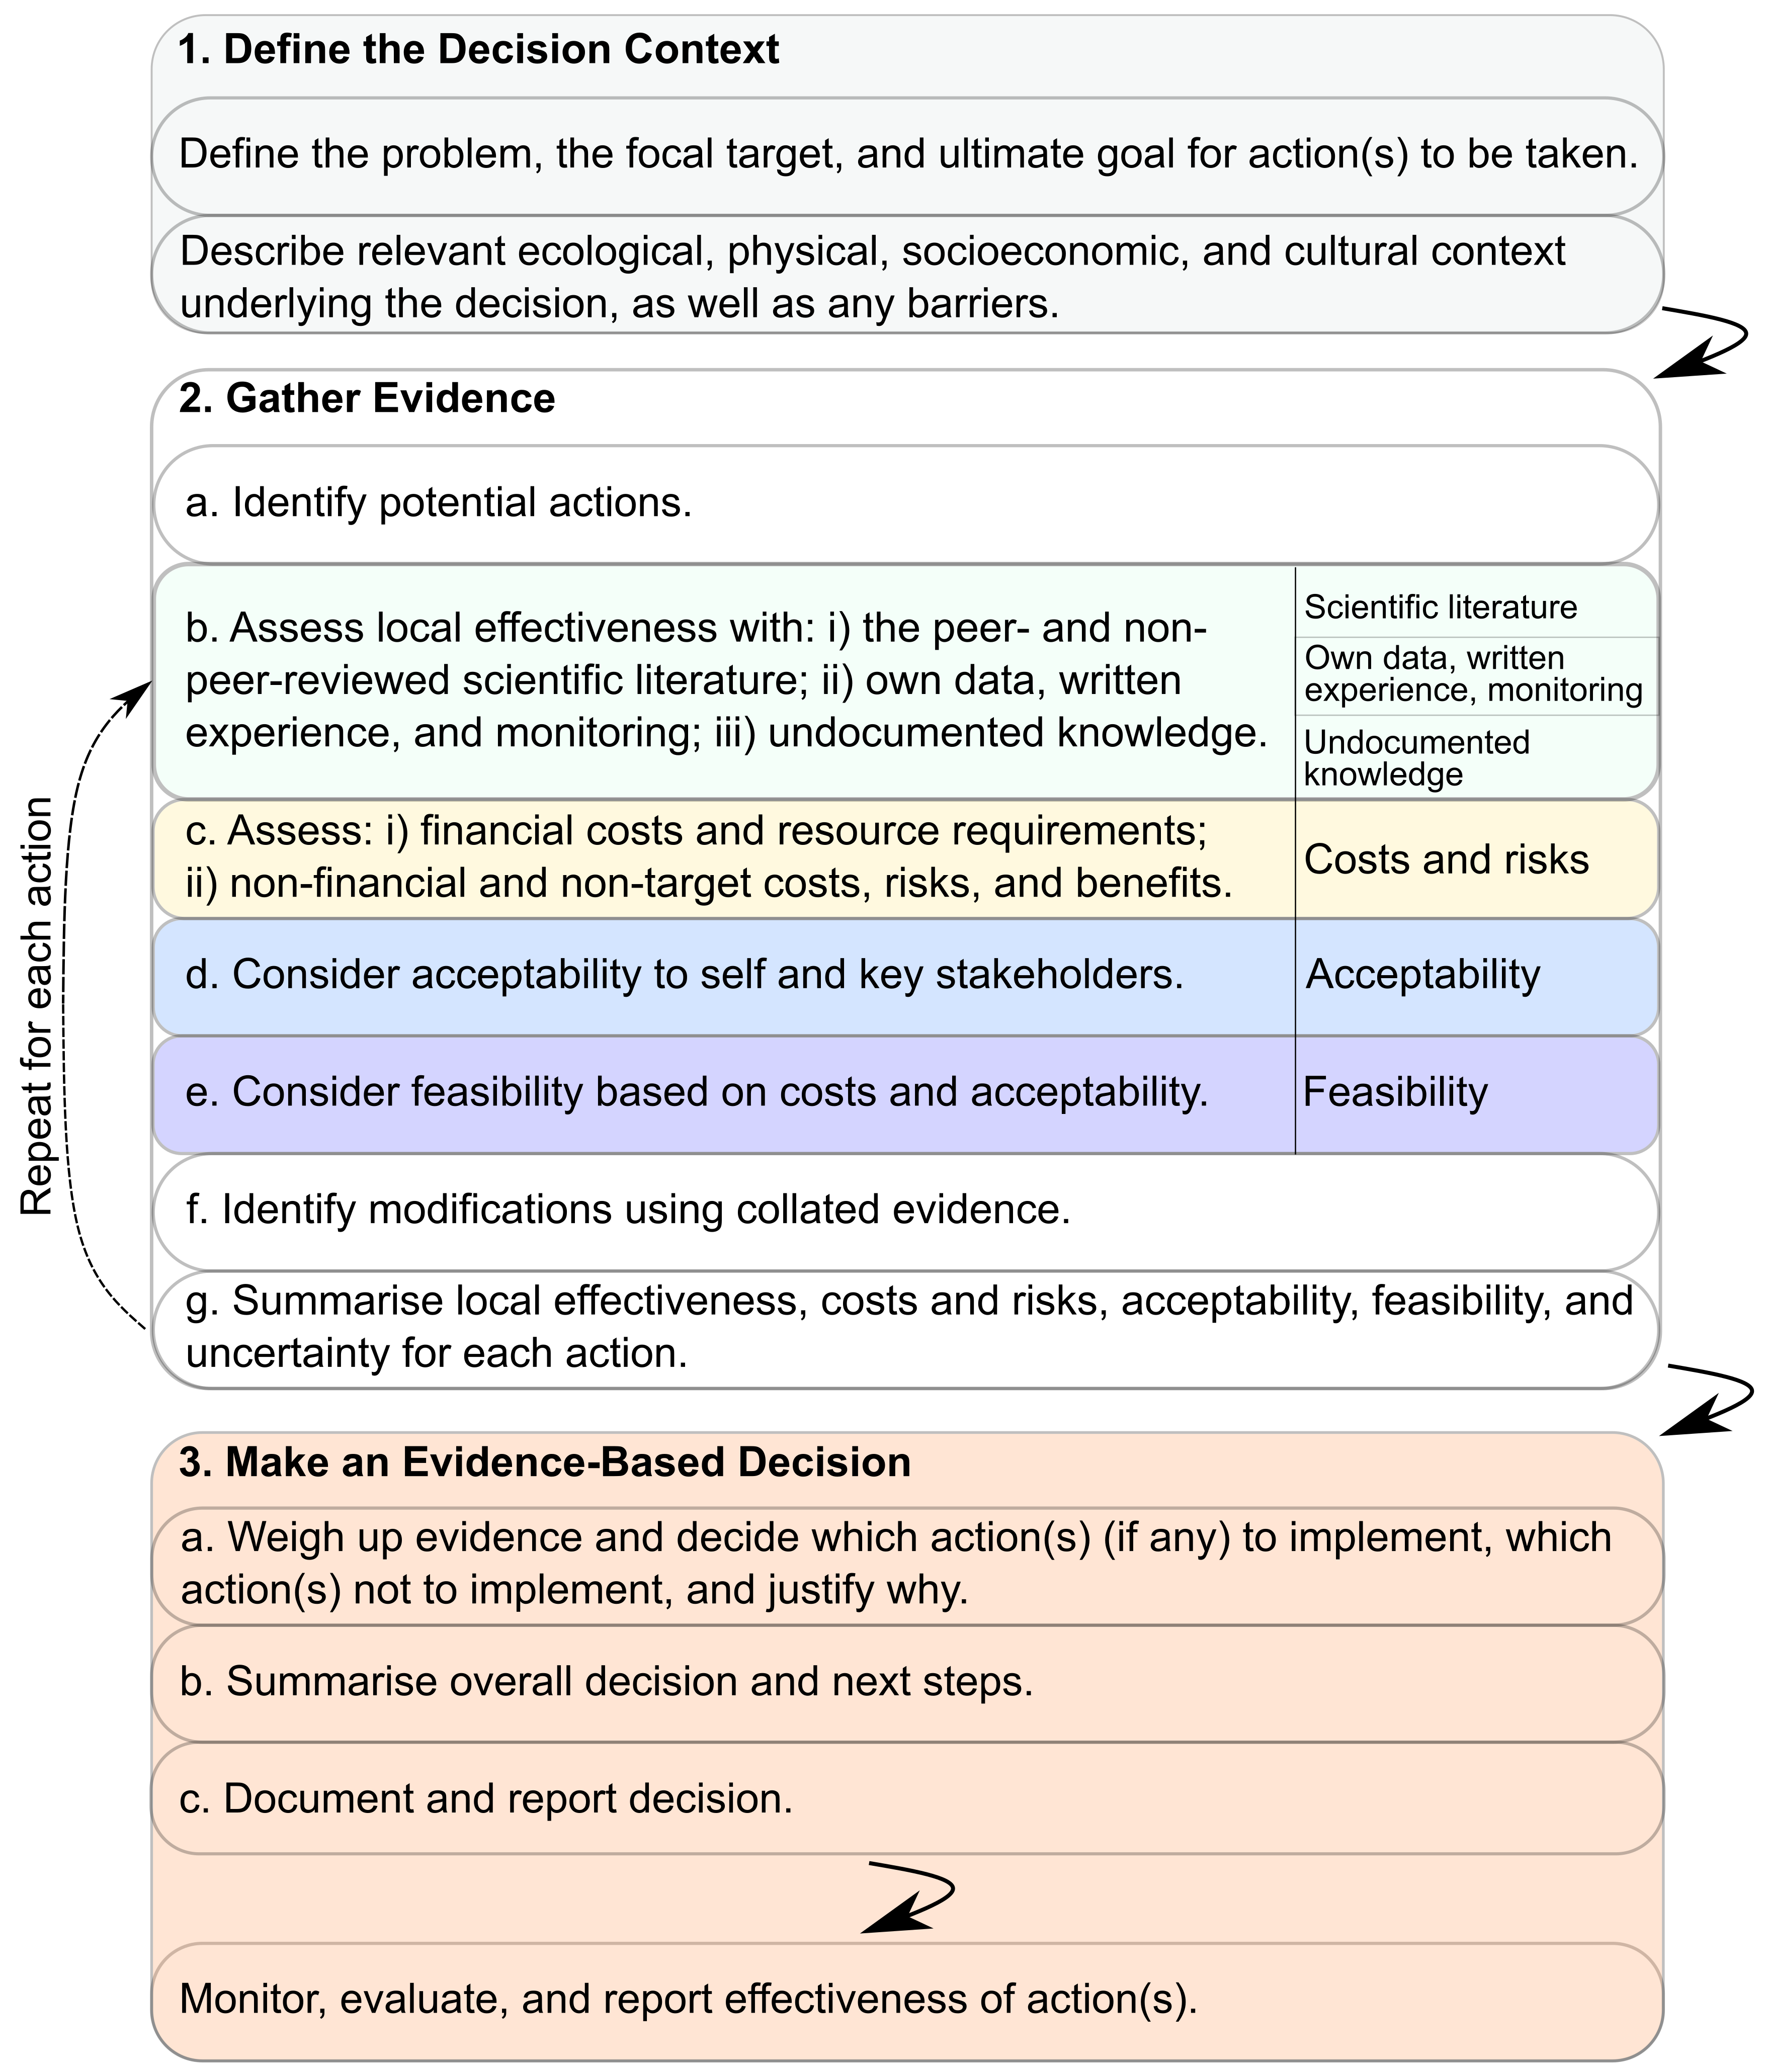 1. Define the Decision Context
Define the problem, the focal target, and ultimate goal for action(s) to be taken.
Describe relevant ecological, physical, socioeconomic, and cultural context
underlying the decision, as well as any barriers.
2. Gather Evidence
a. Identify potential actions.
b. Assess local effectiveness with: i) the peer- and non-
peer-reviewed scientific literature; ii) own data, written
experience, and monitoring; iii) undocumented knowledge.
Scientific literature
Own data, written
experience, monitoring
Undocumented
knowledge
c. Assess: i) financial costs and resource requirements;
ii) non-financial and non-target costs, risks, and benefits.
Costs and risks
d. Consider acceptability to self and key stakeholders.
Acceptability
e. Consider feasibility based on costs and acceptability.
Feasibility
f. Identify modifications using collated evidence.
g. Summarise local effectiveness, costs and risks, acceptability, feasibility, and
uncertainty for each action.
Repeat for each action
3. Make an Evidence-Based Decision
a. Weigh up evidence and decide which action(s) (if any) to implement, which
action(s) not to implement, and justify why.
b. Summarise overall decision and next steps.
c. Document and report decision.
Monitor, evaluate, and report effectiveness of action(s).